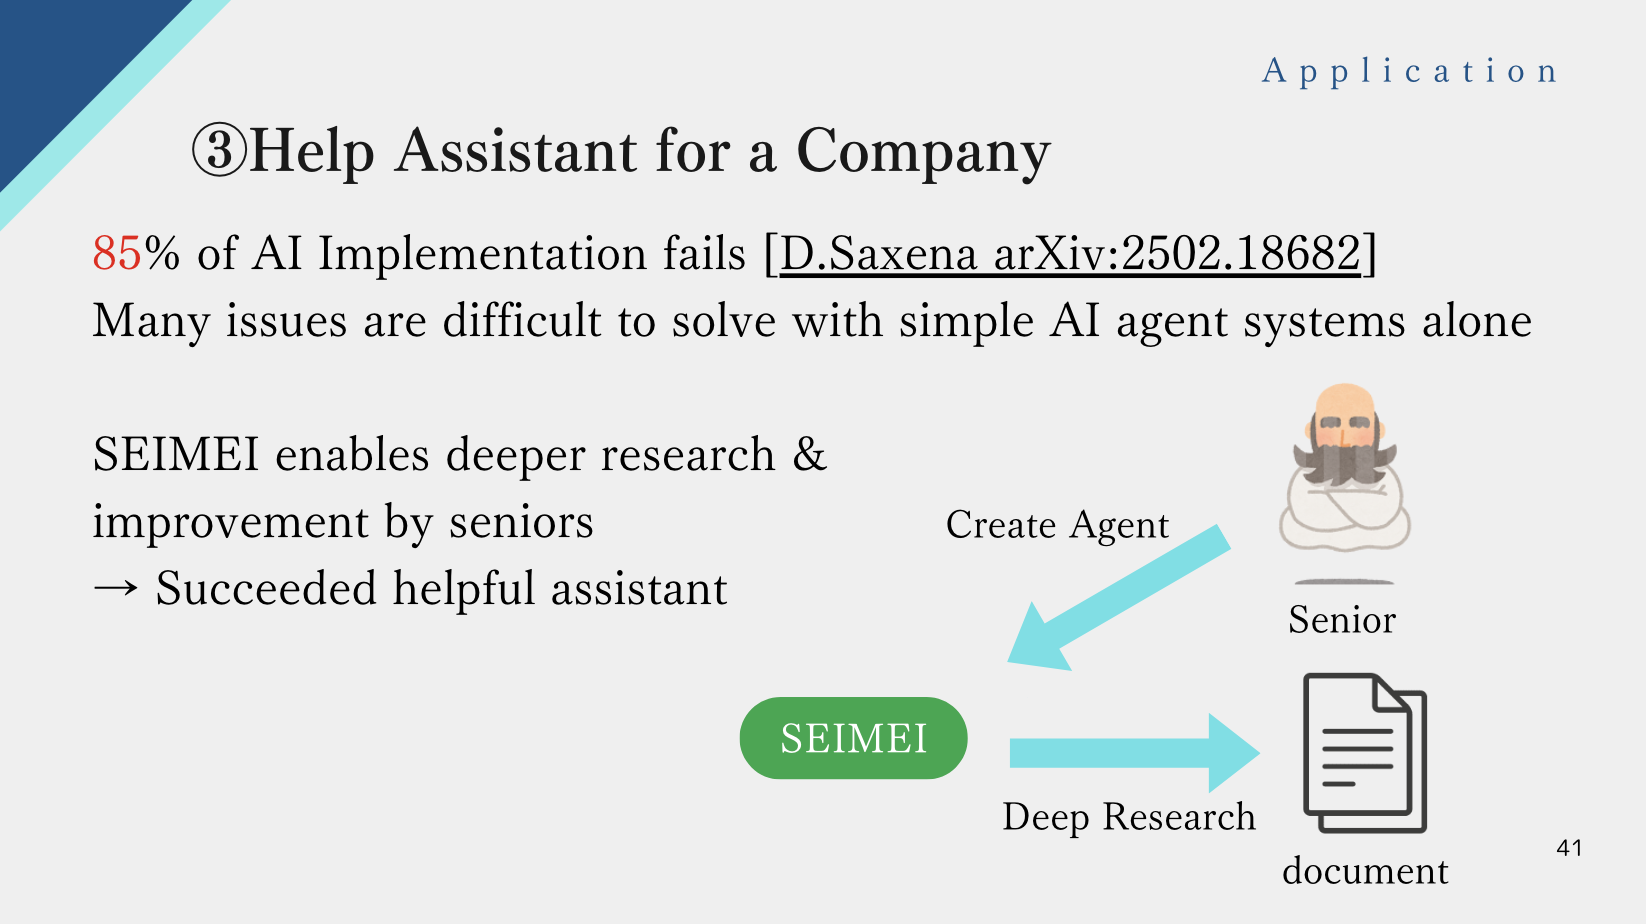 Application
③Help Assistant for a Company
85% of AI Implementation fails [D.Saxena arXiv:2502.18682]
Many issues are difficult to solve with simple AI agent systems alone
SEIMEI enables deeper research &
improvement by seniors
→ Succeeded helpful assistant
Create Agent
Senior
SEIMEI
Deep Research
document
41